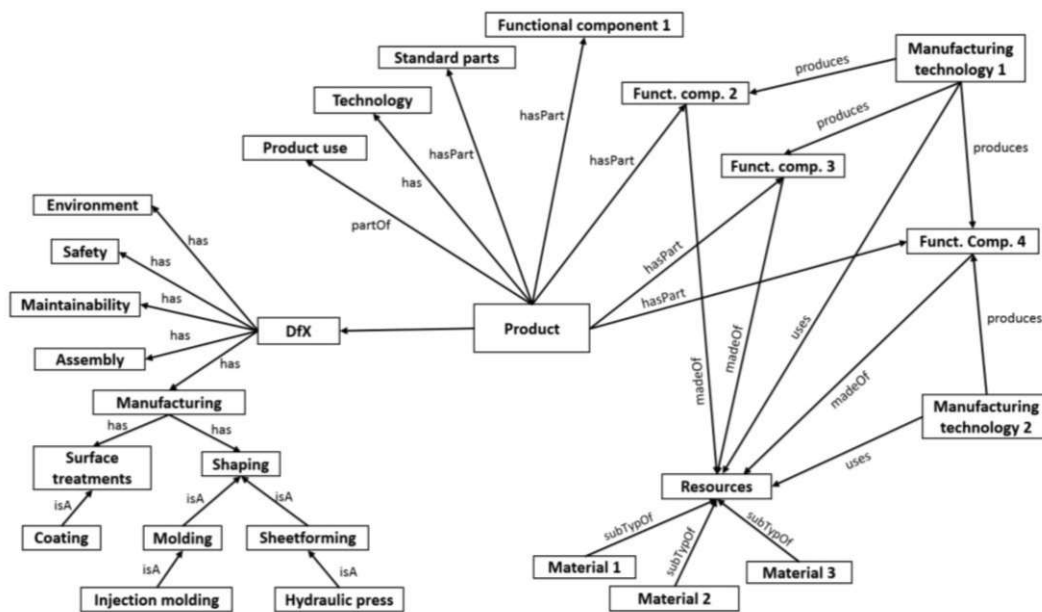 Functional component 1
Standard parts
Manufacturing
technology 1
produces
Technology
Funct. comp. 2
hasPart
produces
Product use
hasPart
hasPart
Funct. comp. 3
produces
has
Environment
partOf
has
Funct. Comp. 4
Safety
has
hasPart
hasPart
Maintainability
has
DfX
Product
uses
produces
has
Assembly
has
madeOf
madeOf
madeOf
Manufacturing
has
has
Manufacturing
technology 2
Surface
treatments
Shaping
uses
Resources
isA
isA
isA
subTypOf
subTypOf
subTypOf
Coating
Molding
Sheetforming
Material 1
Material 3
isA
isA
Injection molding
Hydraulic press
Material 2